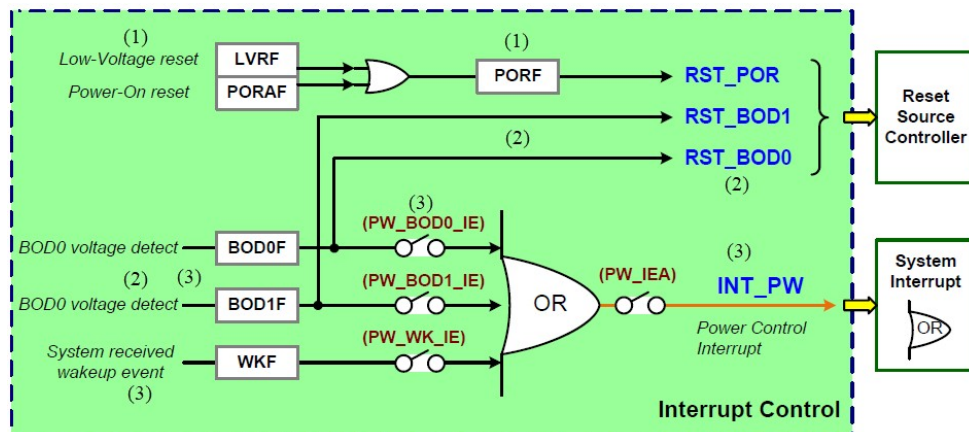 (1)
Low-Voltage reset
LVRF
Power-On reset
PORAF
(1)
PORF
RST_POR
RST_BOD1
(2)
RST_BOD0
(2)
Reset
Source
Controller
(3)
(PW_BOD0_IE)
BOD0 voltage detect
BOD0F
(2)
(3)
BOD0 voltage detect
BOD1F
(PW_BOD1_IE)
System received
wakeup event
(3)
WKF
(PW_WK_IE)
OR
(PW_IEA)
(3)
INT_PW
Power Control
Interrupt
System
Interrupt
OR
Interrupt Control